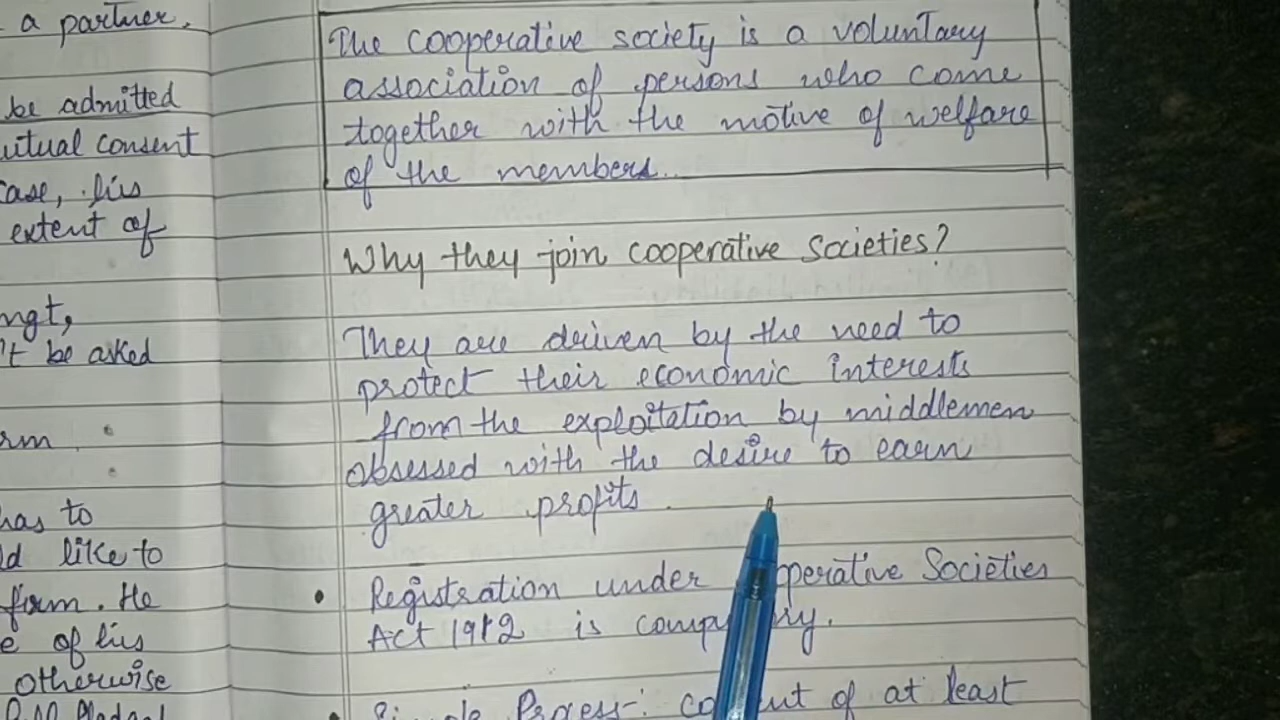 a partner.
be admitted
utual consent
case, his
extent of
ngt,
't be asked
rm
has to
d like to
firm. He
e of his
otherwise
The cooperative society is a voluntary
association of persons who come
together with the motive of welfare
of the members.
Why they join cooperative Societies?
They are driven by the need to
protect their economic interests
from the exploitation by middlemen
obsessed with the desire to earn
greater profits.
• Registration under operative Societies
Act 1912 is comp ry.
• Process:- of at least